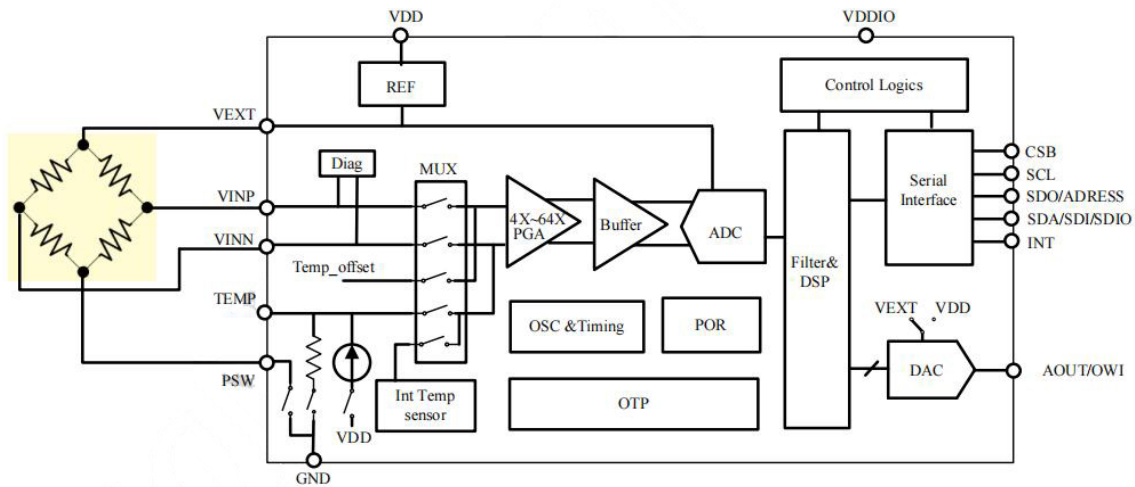 VDD
VDDIO
REF
Control Logics
VEXT
Diag
MUX
CSB
VINP
Serial
Interface
SCL
4X~64X
PGA
Buffer
ADC
SDO/ADRESS
SDA/SDI/SDIO
VINN
INT
Temp_offset
Filter&
DSP
TEMP
OSC &Timing
POR
VEXT
VDD
PSW
Int Temp
sensor
OTP
DAC
AOUT/OWI
VDD
GND